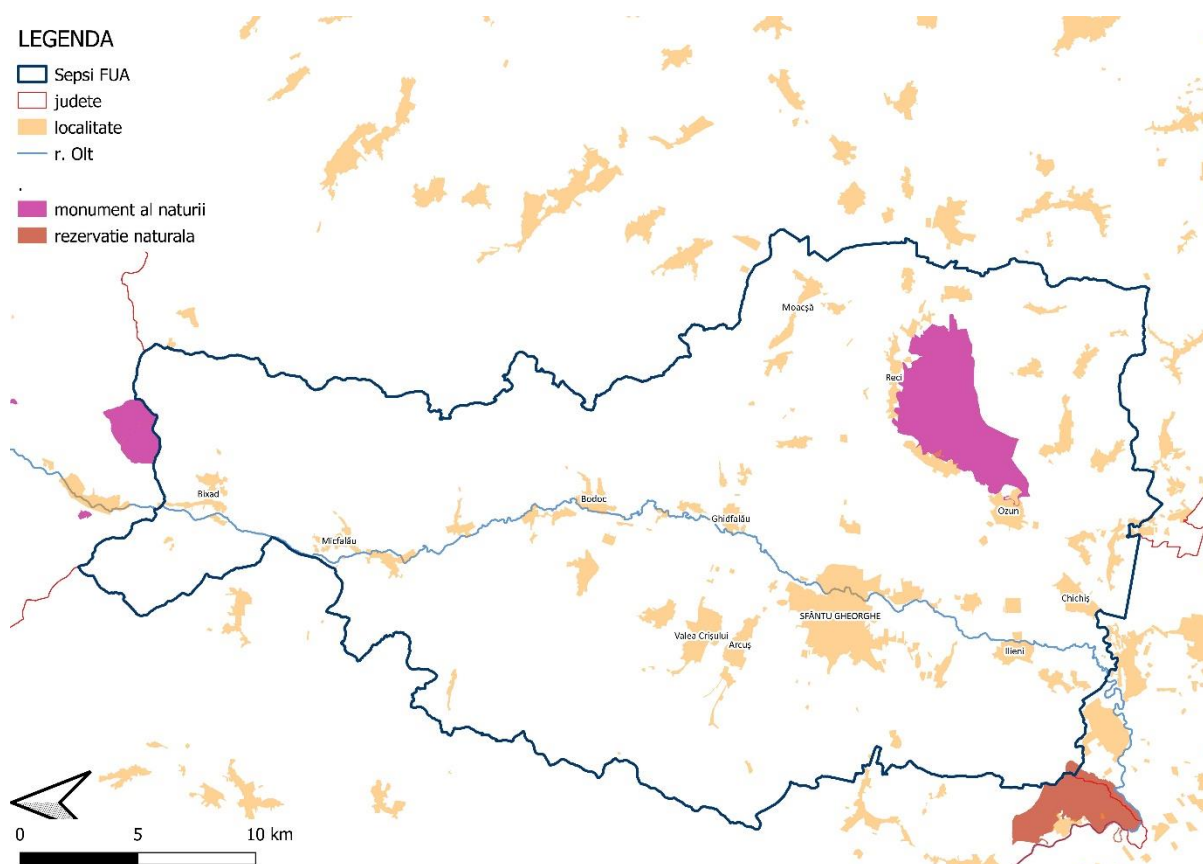 LEGENDA
Sepsi FUA
judete
localitate
r. Olt
.
monument al naturii
rezervatie naturala
Moacșă
Reci
Bixad
Bodoc
Ozun
Ghidfalău
Micfalău
Chichiș
SFÂNTU GHEORGHE
Valea Crișului
Arcuș
Ilieni
0 5 10 km